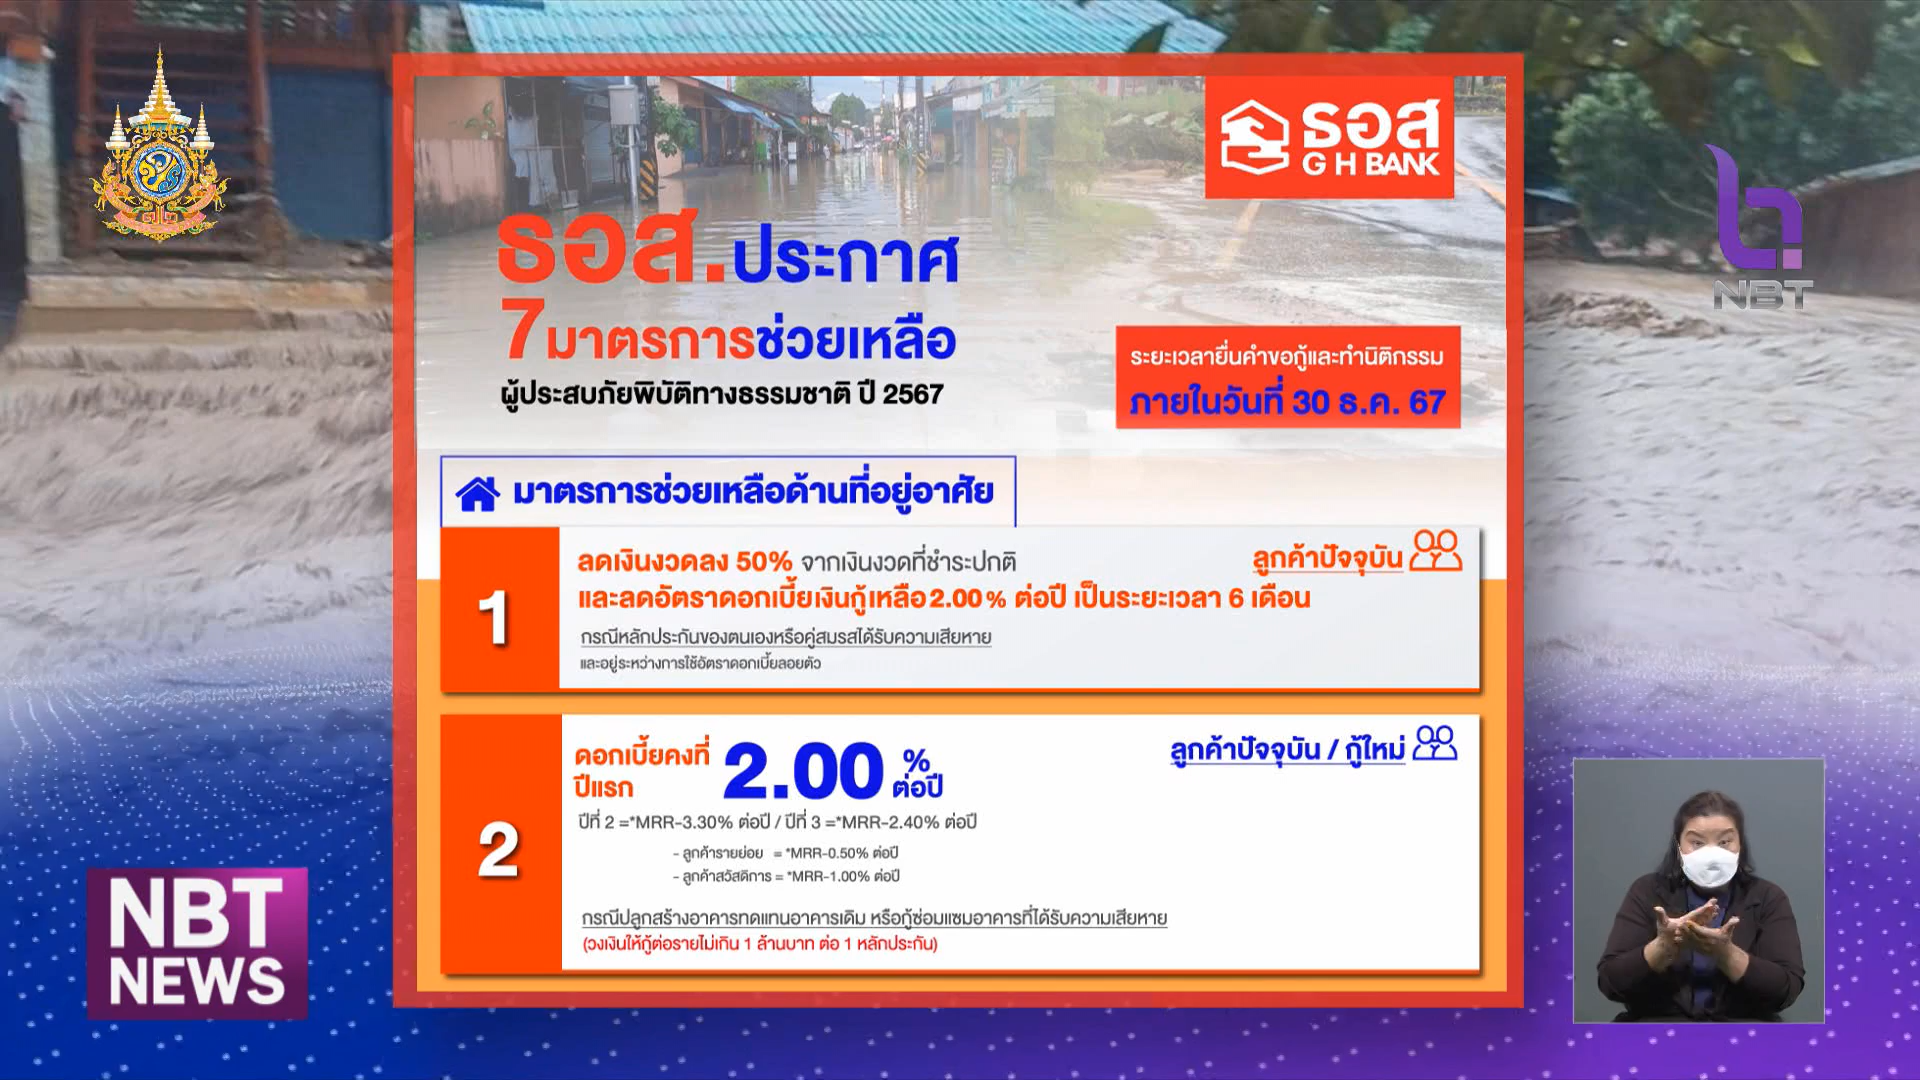 ธอส
G H BANK
NBT
ธอส.ประกาศ
7มาตรการช่วยเหลือ
ผู้ประสบภัยพิบัติทางธรรมชาติ ปี 2567
ระยะเวลายื่นคำขอกู้และทำนิติกรรม
ภายในวันที่ 30 ธ.ค. 67
มาตรการช่วยเหลือด้านที่อยู่อาศัย
1
ลดเงินงวดลง 50% จากเงินงวดที่ชำระปกติ
ลูกค้าปัจจุบัน
และลดอัตราดอกเบี้ยเงินกู้เหลือ 2.00% ต่อปี เป็นระยะเวลา 6 เดือน
กรณีหลักประกันของตนเองหรือคู่สมรสได้รับความเสียหาย
และอยู่ระหว่างการใช้อัตราดอกเบี้ยลอยตัว
2
ดอกเบี้ยคงที่
ปีแรก
2.00 % ต่อปี
ลูกค้าปัจจุบัน / กู้ใหม่
ปีที่ 2 =*MRR-3.30% ต่อปี / ปีที่ 3 =*MRR-2.40% ต่อปี
- ลูกค้ารายย่อย = *MRR-0.50% ต่อปี
- ลูกค้าสวัสดิการ = *MRR-1.00% ต่อปี
กรณีปลูกสร้างอาคารทดแทนอาคารเดิม หรือกู้ซ่อมแซมอาคารที่ได้รับความเสียหาย
(วงเงินให้กู้ต่อรายไม่เกิน 1 ล้านบาท ต่อ 1 หลักประกัน)
NBT
NEWS